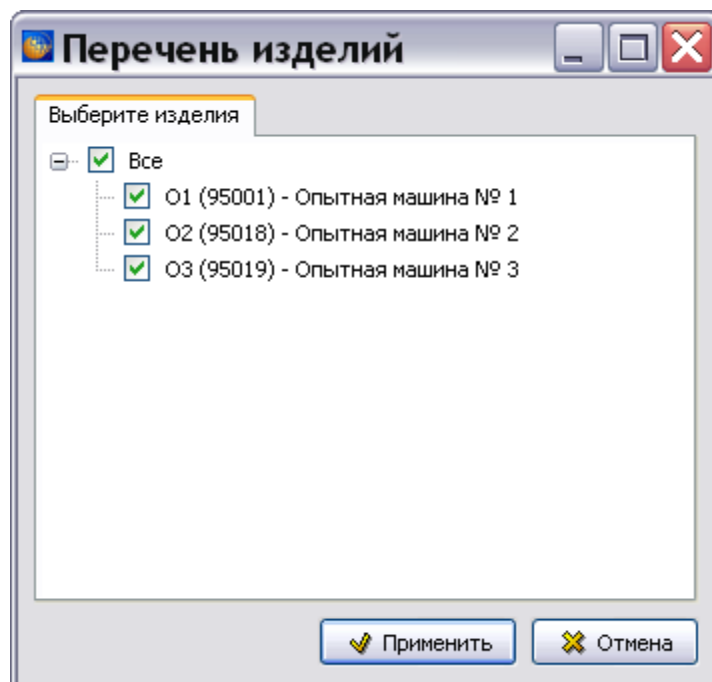 Перечень изделий
Выберите изделия
Все
О1 (95001) - Опытная машина № 1
О2 (95018) - Опытная машина № 2
О3 (95019) - Опытная машина № 3
Применить
Отмена